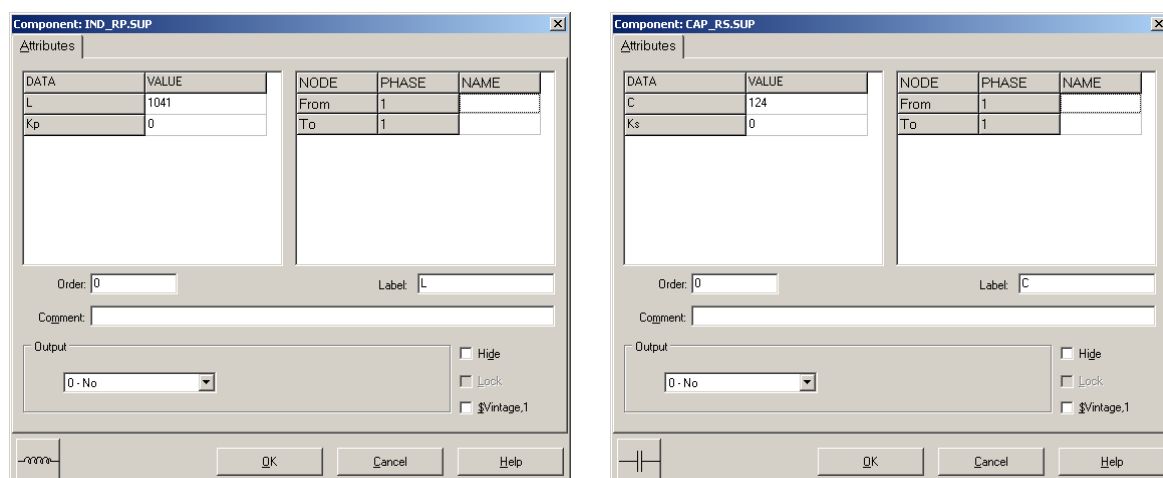 Component: IND_RP.SUP
Attributes
DATA VALUE
L 1041
Kp 0
NODE PHASE NAME
From 1
To 1
Order: 0
Label: L
Comment:
Output
0 - No
Hide
Lock
$Vintage,1
OK Cancel Help
Component: CAP_RS.SUP
Attributes
DATA VALUE
C 124
Ks 0
NODE PHASE NAME
From 1
To 1
Order: 0
Label: C
Comment:
Output
0 - No
Hide
Lock
$Vintage,1
OK Cancel Help